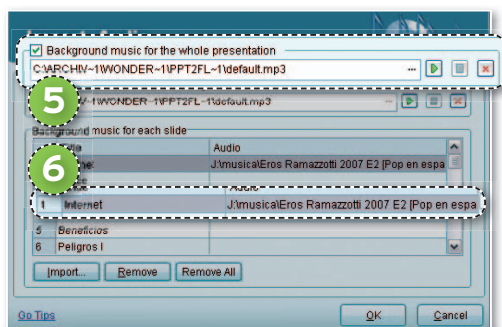 Background music for the whole presentation
C:\ARCHIV~1\WONDER~1\PPT2FL~1\default.mp3 ...
5
~1\WONDER~1\PPT2FL~1\default.mp3 ...
Background music for each slide
Title Audio
J:\musica\Eros Ramazzotti 2007 E2 [Pop en espa
6
Audio
1 Internet J:\musica\Eros Ramazzotti 2007 E2 [Pop en espa
5 Beneficios
6 Peligros I
Import... Remove Remove All
Go Tips OK Cancel